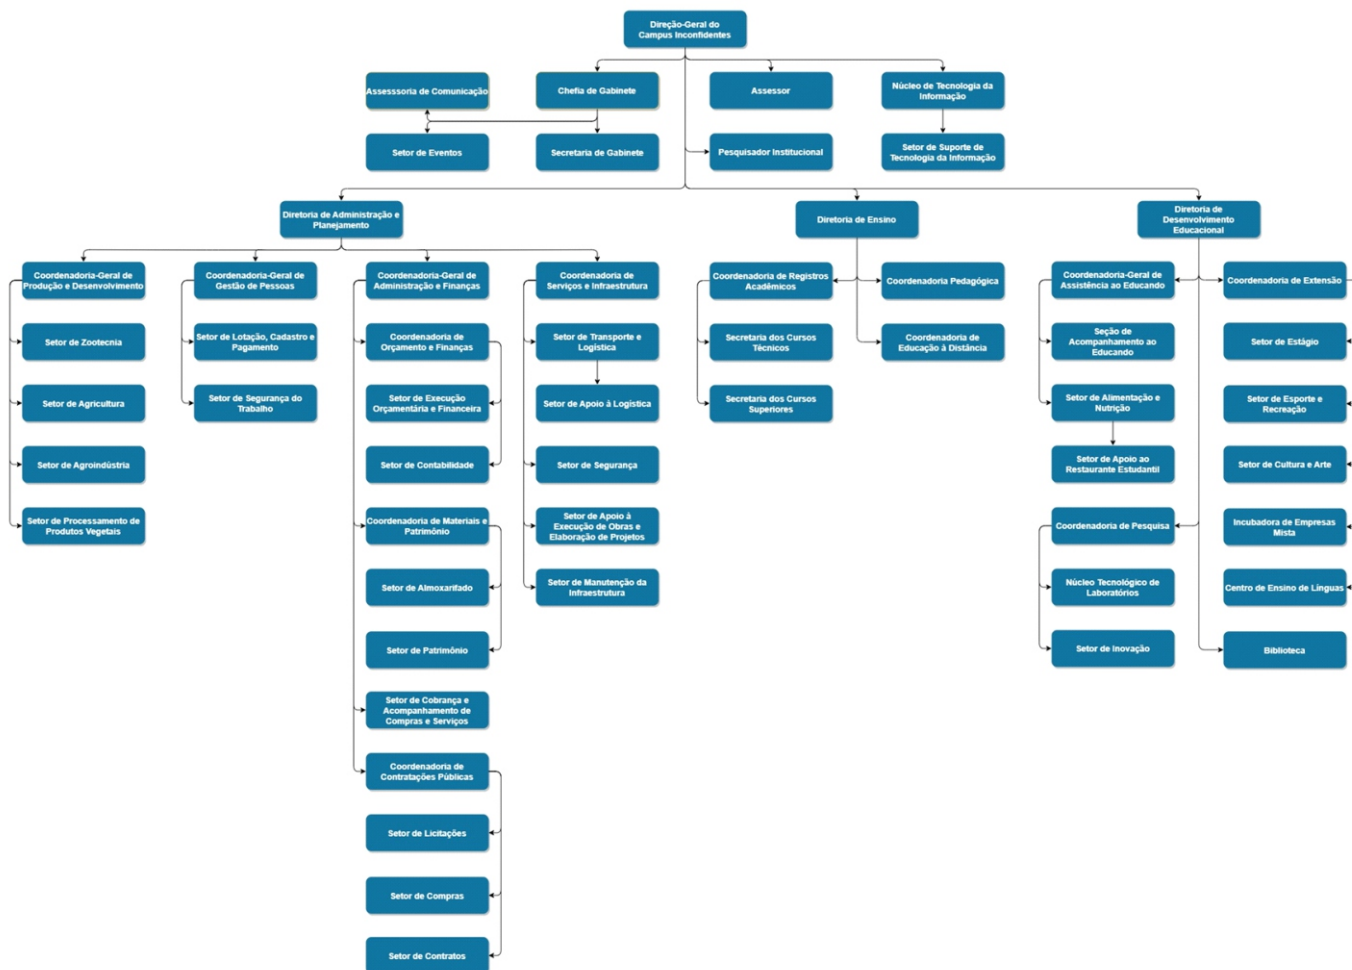 Direção-Geral do
Campus Inconfidentes
Assesssoria de Comunicação
Chefia de Gabinete
Assessor
Núcleo de Tecnologia da
Informação
Setor de Eventos
Secretaria de Gabinete
Pesquisador Institucional
Setor de Suporte de
Tecnologia da Informação
Diretoria de Administração e
Planejamento
Diretoria de Ensino
Diretoria de
Desenvolvimento
Educacional
Coordenadoria-Geral de
Produção e Desenvolvimento
Coordenadoria-Geral de
Gestão de Pessoas
Coordenadoria-Geral de
Administração e Finanças
Coordenadoria de
Serviços e Infraestrutura
Coordenadoria de Registros
Acadêmicos
Coordenadoria Pedagógica
Coordenadoria-Geral de
Assistência ao Educando
Coordenadoria de Extensão
Setor de Zootecnia
Setor de Lotação, Cadastro e
Pagamento
Coordenadoria de
Orçamento e Finanças
Setor de Transporte e
Logística
Secretaria dos Cursos
Técnicos
Coordenadoria de
Educação à Distância
Seção de
Acompanhamento ao
Educando
Setor de Estágio
Setor de Agricultura
Setor de Segurança do
Trabalho
Setor de Execução
Orçamentária e Financeira
Setor de Apoio à Logística
Secretaria dos Cursos
Superiores
Setor de Alimentação e
Nutrição
Setor de Esporte e
Recreação
Setor de Agroindústria
Setor de Contabilidade
Setor de Segurança
Setor de Apoio ao
Restaurante Estudantil
Setor de Cultura e Arte
Setor de Processamento de
Produtos Vegetais
Coordenadoria de Materiais e
Patrimônio
Setor de Apoio à
Execução de Obras e
Elaboração de Projetos
Coordenadoria de Pesquisa
Incubadora de Empresas
Mista
Setor de Almoxarifado
Setor de Manutenção da
Infraestrutura
Núcleo Tecnológico de
Laboratórios
Centro de Ensino de Línguas
Setor de Patrimônio
Setor de Inovação
Biblioteca
Setor de Cobrança e
Acompanhamento de
Compras e Serviços
Coordenadoria de
Contratações Públicas
Setor de Licitações
Setor de Compras
Setor de Contratos